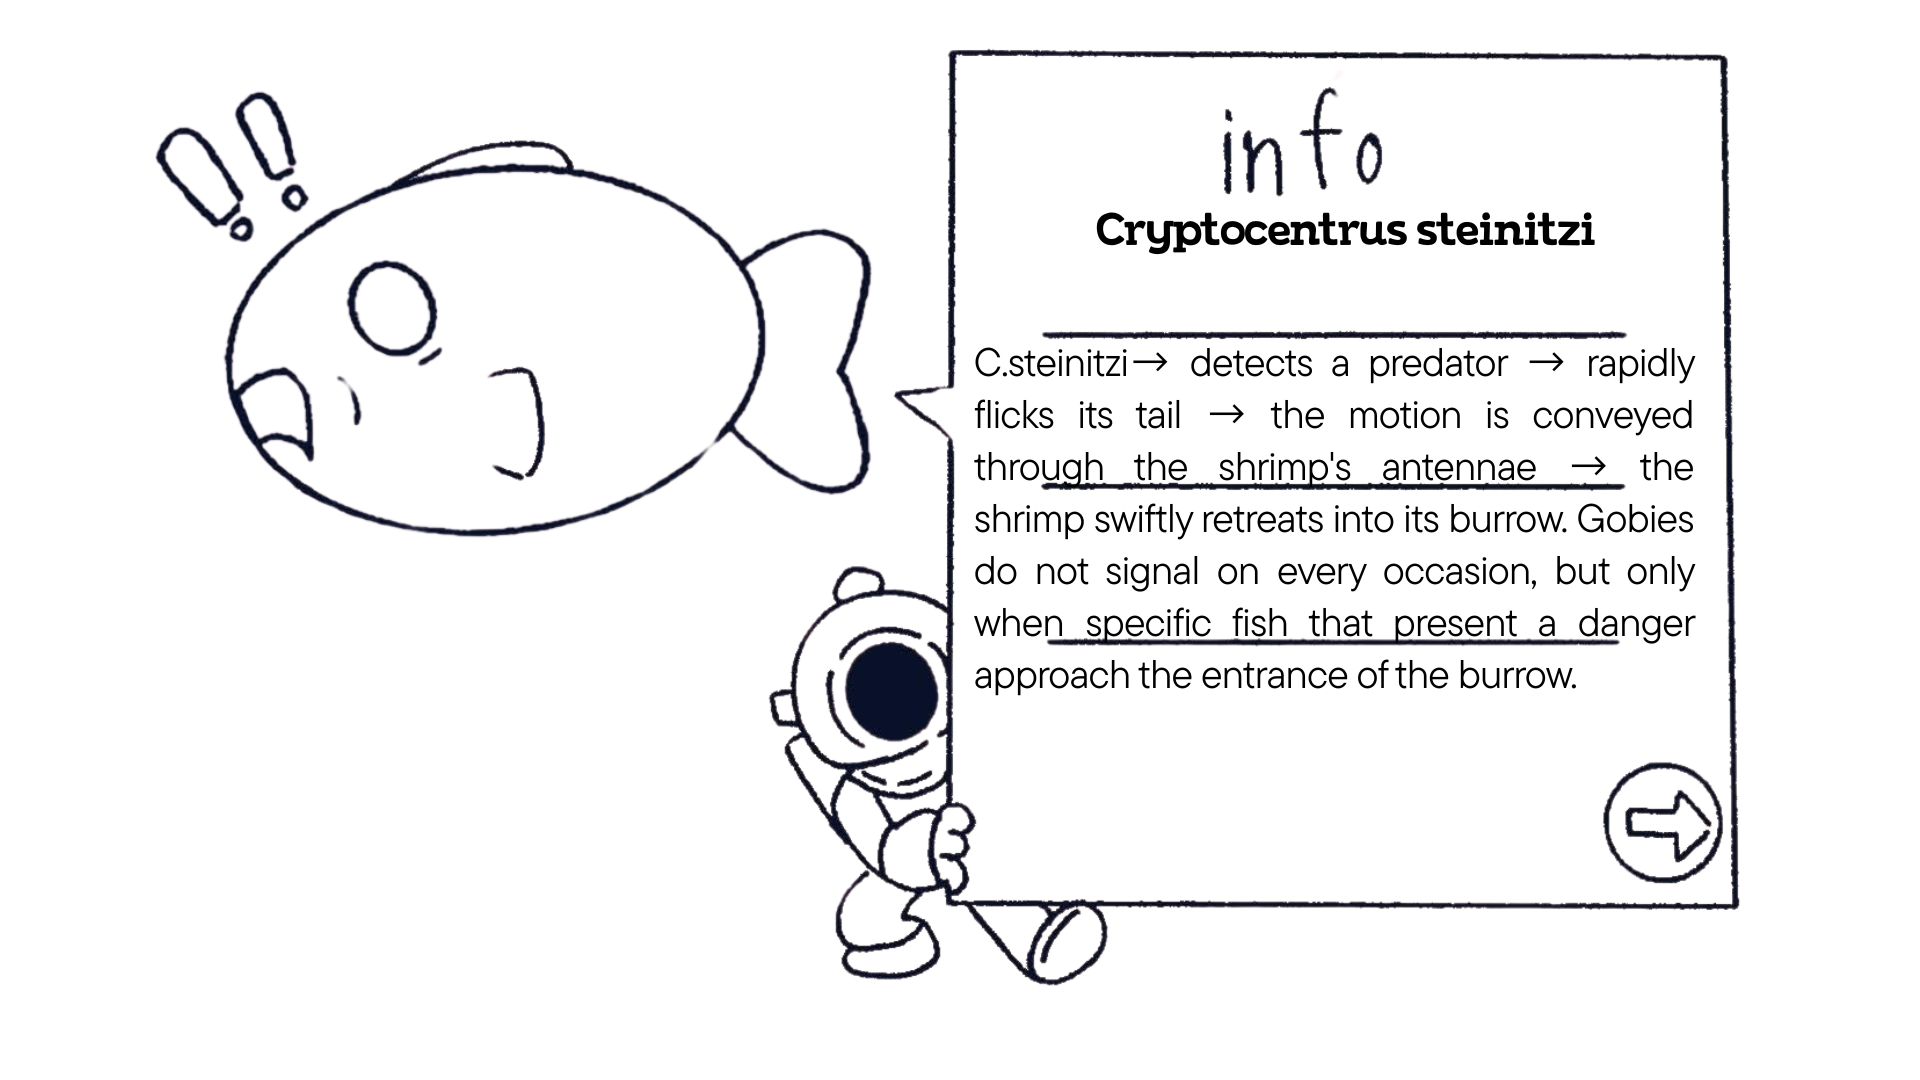 !!
info
Cryptocentrus steinitzi
C.steinitzi→ detects a predator → rapidly
flicks its tail → the motion is conveyed
through the shrimp's antennae → the
shrimp swiftly retreats into its burrow. Gobies
do not signal on every occasion, but only
when specific fish that present a danger
approach the entrance of the burrow.